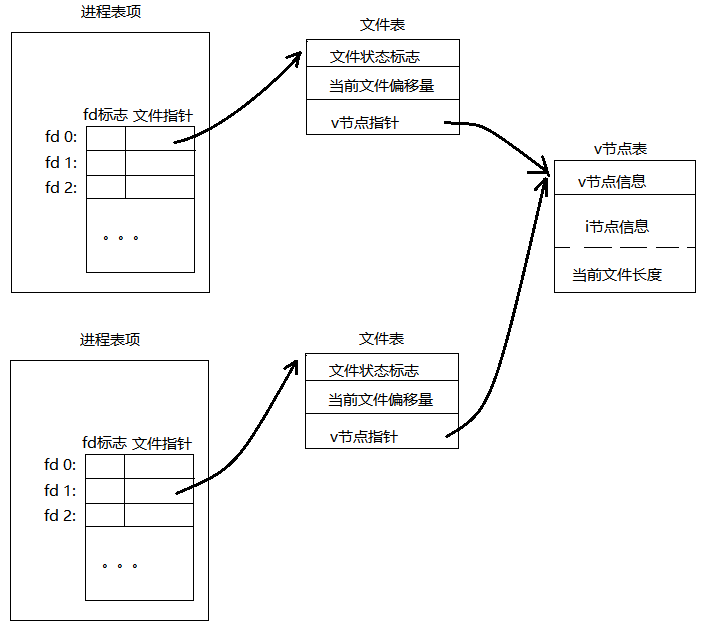 进程表项
fd标志 文件指针
fd 0:
fd 1:
fd 2:
。。。
文件表
文件状态标志
当前文件偏移量
v节点指针
v节点表
v节点信息
i节点信息
当前文件长度
进程表项
fd标志 文件指针
fd 0:
fd 1:
fd 2:
。。。
文件表
文件状态标志
当前文件偏移量
v节点指针